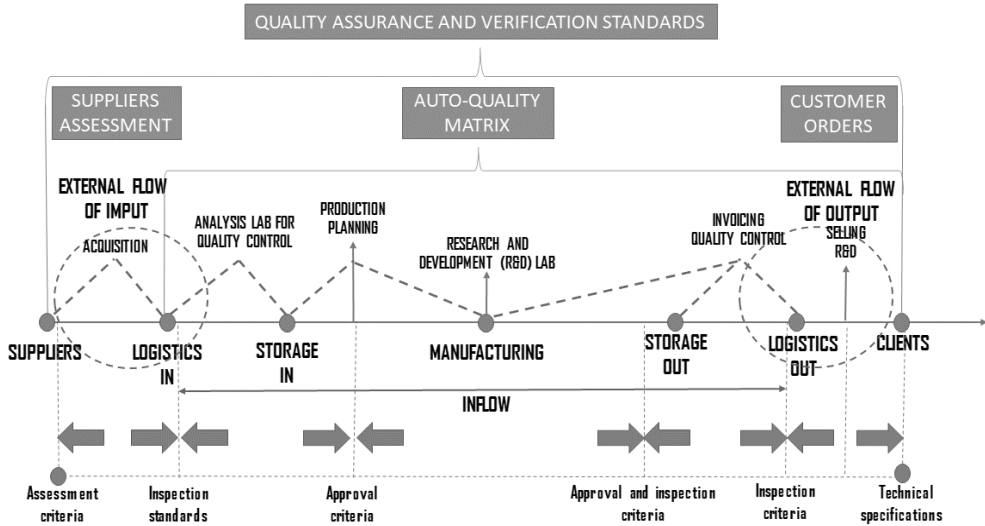 QUALITY ASSURANCE AND VERIFICATION STANDARDS
SUPPLIERS
ASSESSMENT
AUTO-QUALITY
MATRIX
CUSTOMER
ORDERS
EXTERNAL FLOW
OF IMPUT
ACQUISITION
ANALYSIS LAB FOR
QUALITY CONTROL
PRODUCTION
PLANNING
RESEARCH AND
DEVELOPMENT (R&D) LAB
INVOICING
QUALITY CONTROL
EXTERNAL FLOW
OF OUTPUT
SELLING
R&D
SUPPLIERS
LOGISTICS
IN
STORAGE
IN
MANUFACTURING
STORAGE
OUT
LOGISTICS
OUT
CLIENTS
INFLOW
Assessment
criteria
Inspection
standards
Approval
criteria
Approval and inspection
criteria
Inspection
criteria
Technical
specifications